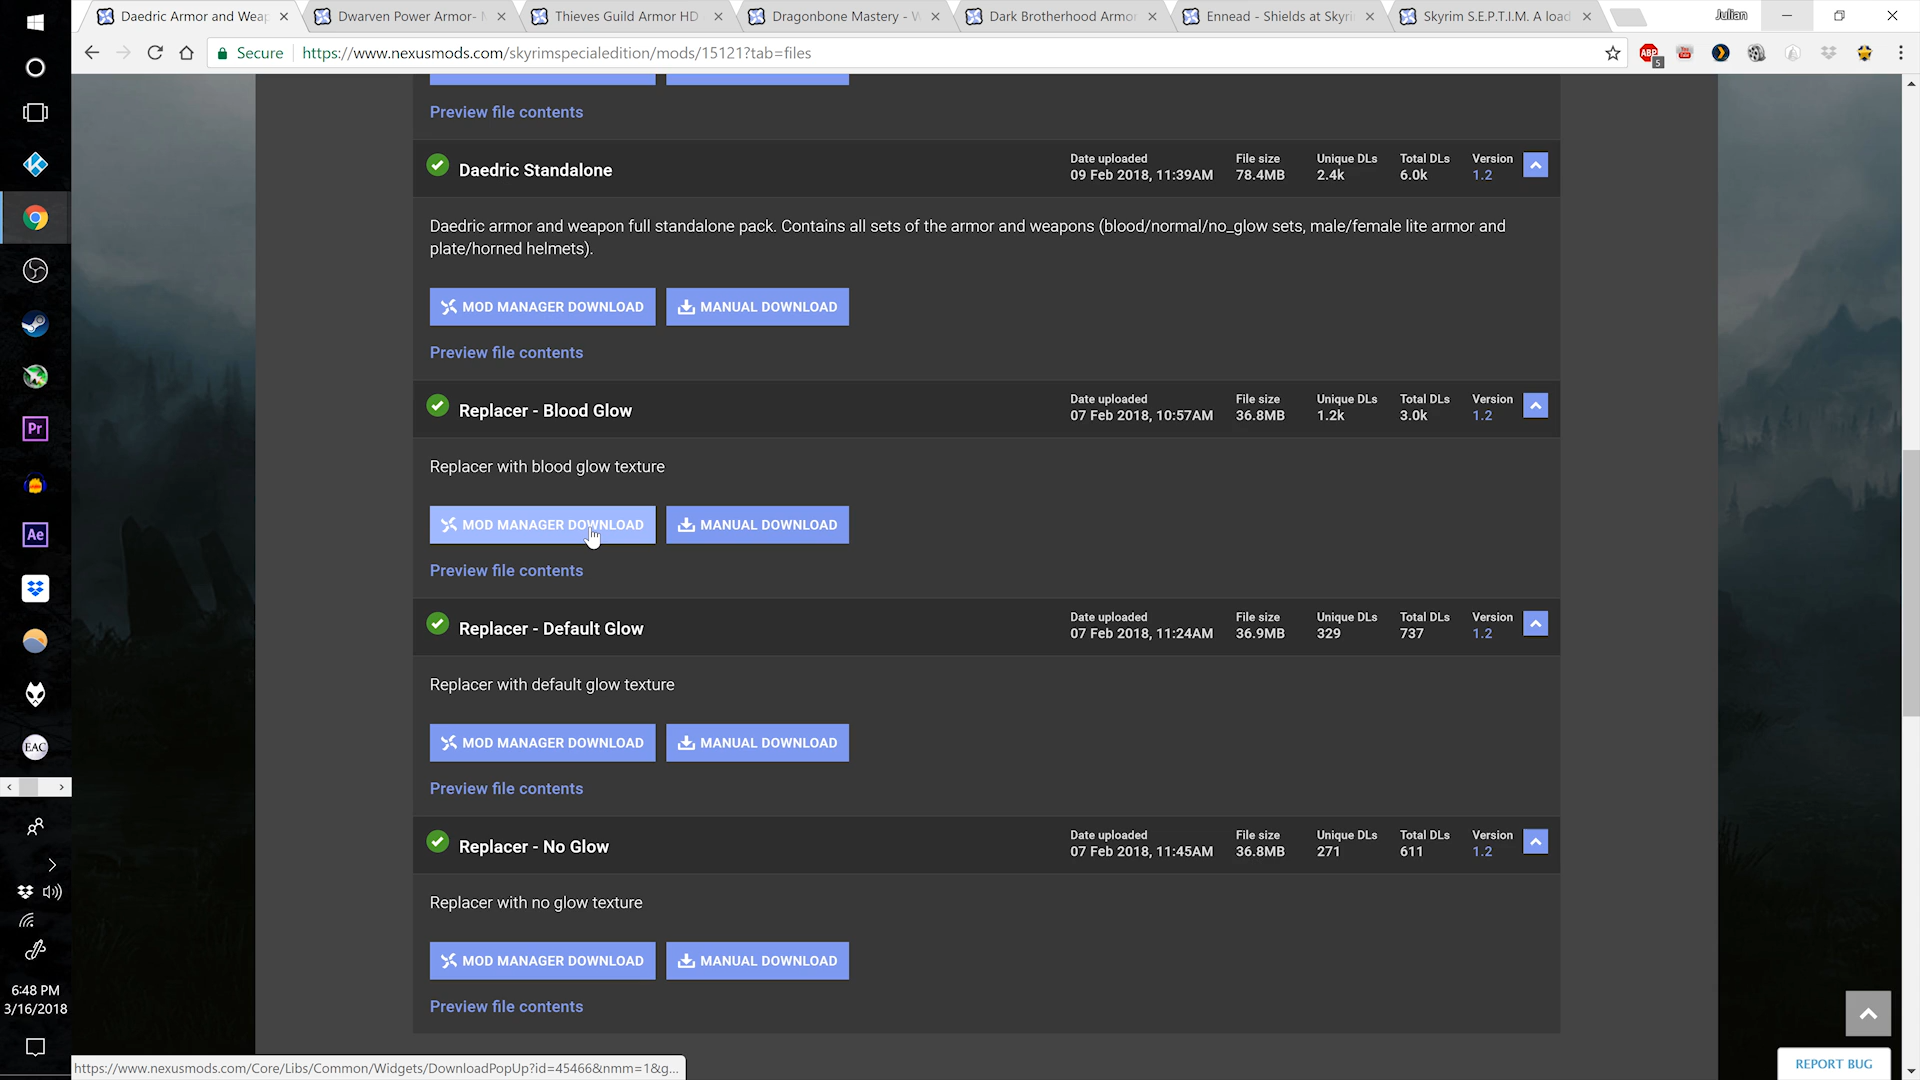 Daedric Armor and Weap
Dwarven Power Armor-
Thieves Guild Armor HD
Dragonbone Mastery - W
Dark Brotherhood Armor
Ennead - Shields at Skyri
Skyrim S.E.P.T.I.M. A load
Julian
Secure https://www.nexusmods.com/skyrimspecialedition/mods/15121?tab=files
ABP
5
You
Tube
Preview file contents
Daedric Standalone
Date uploaded File size Unique DLs Total DLs Version
09 Feb 2018, 11:39AM 78.4MB 2.4k 6.0k 1.2
Daedric armor and weapon full standalone pack. Contains all sets of the armor and weapons (blood/normal/no_glow sets, male/female lite armor and
plate/horned helmets).
MOD MANAGER DOWNLOAD MANUAL DOWNLOAD
Preview file contents
Replacer - Blood Glow
Date uploaded File size Unique DLs Total DLs Version
07 Feb 2018, 10:57AM 36.8MB 1.2k 3.0k 1.2
Replacer with blood glow texture
MOD MANAGER DOWNLOAD MANUAL DOWNLOAD
Preview file contents
Replacer - Default Glow
Date uploaded File size Unique DLs Total DLs Version
07 Feb 2018, 11:24AM 36.9MB 329 737 1.2
Replacer with default glow texture
MOD MANAGER DOWNLOAD MANUAL DOWNLOAD
Preview file contents
Replacer - No Glow
Date uploaded File size Unique DLs Total DLs Version
07 Feb 2018, 11:45AM 36.8MB 271 611 1.2
Replacer with no glow texture
MOD MANAGER DOWNLOAD MANUAL DOWNLOAD
Preview file contents
Pr
Ae
EAC
6:48 PM
3/16/2018
https://www.nexusmods.com/Core/Libs/Common/Widgets/DownloadPopUp?id=45466&nmm=1&g...
REPORT BUG